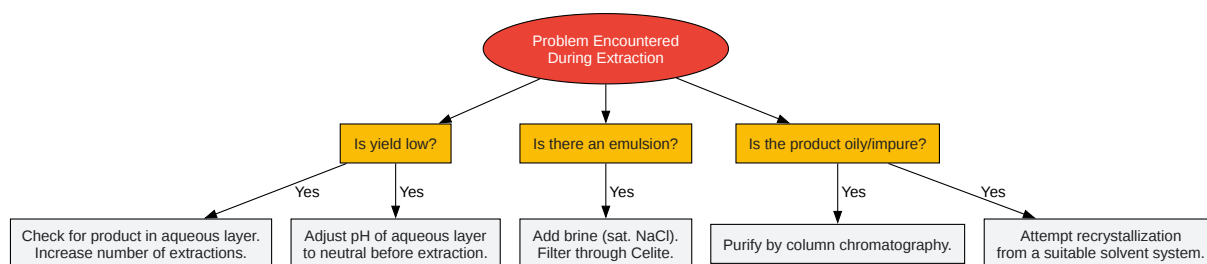 Problem Encountered
During Extraction
Is yield low?
Is there an emulsion?
Is the product oily/impure?
Yes
Yes
Yes
Yes
Yes
Check for product in aqueous layer.
Increase number of extractions.
Adjust pH of aqueous layer
to neutral before extraction.
Add brine (sat. NaCl).
Filter through Celite.
Purify by column chromatography.
Attempt recrystallization
from a suitable solvent system.